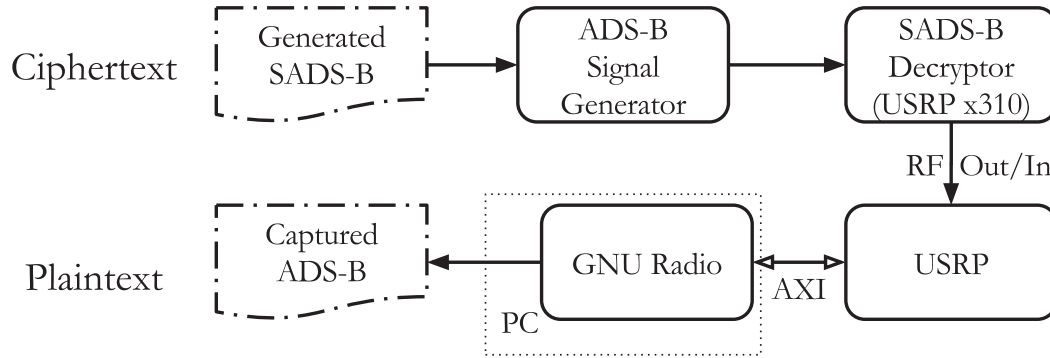 Ciphertext
Generated
SADS-B
ADS-B
Signal
Generator
SADS-B
Decryptor
(USRP x310)
RF Out/In
Plaintext
Captured
ADS-B
GNU Radio
PC
AXI
USRP